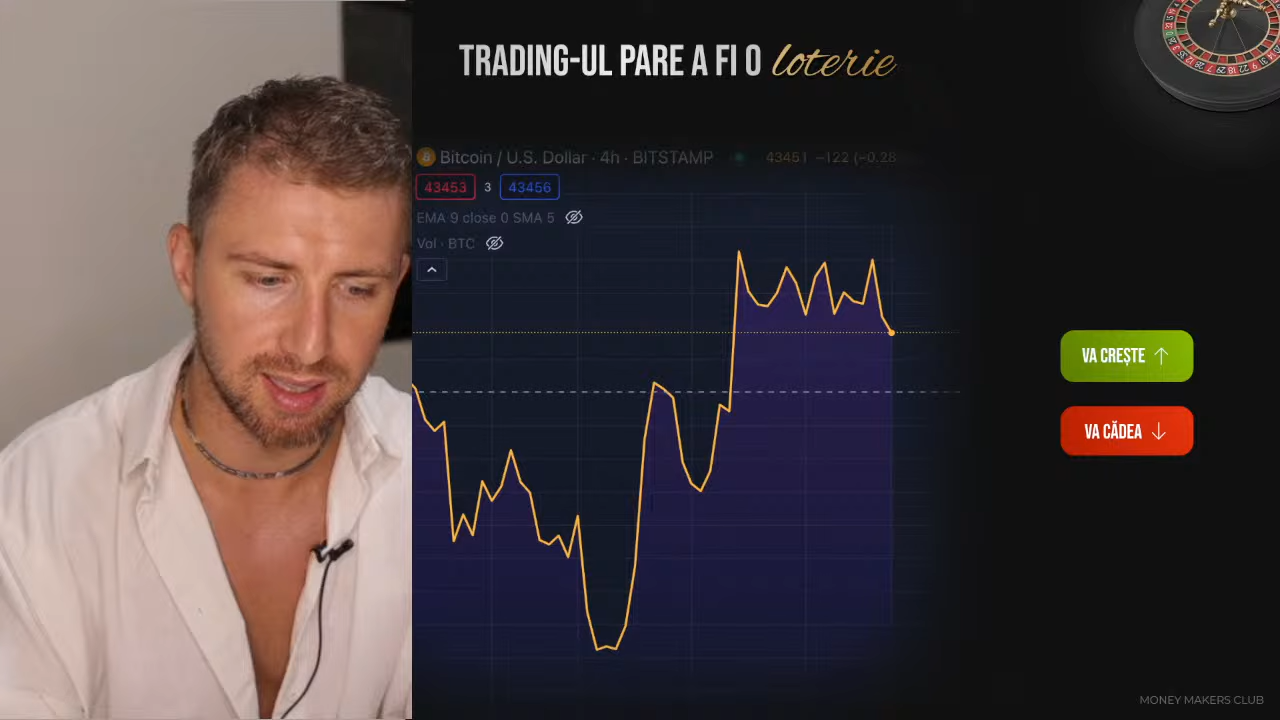 TRADING-UL PARE A FI O loterie
Bitcoin / U.S. Dollar · 4h · BITSTAMP 43451 −122 (−0.28
43453 3 43456
EMA 9 close 0 SMA 5
Vol · BTC
VA CREȘTE ↑
VA CĂDEA ↓
MONEY MAKERS CLUB